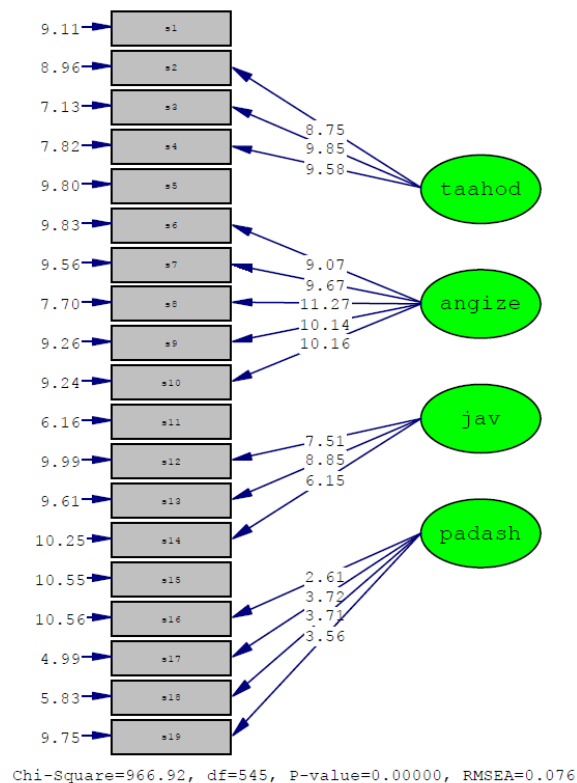 9.11 s1
8.96 s2
7.13 s3
7.82 s4
9.80 s5
9.83 s6
9.56 s7
7.70 s8
9.26 s9
9.24 s10
6.16 s11
9.99 s12
9.61 s13
10.25 s14
10.55 s15
10.56 s16
4.99 s17
5.83 s18
9.75 s19
8.75
9.85
9.58
taahod
9.07
9.67
11.27
10.14
10.16
angize
7.51
8.85
6.15
jav
2.61
3.72
3.71
3.56
padash
Chi-Square=966.92, df=545, P-value=0.00000, RMSEA=0.076